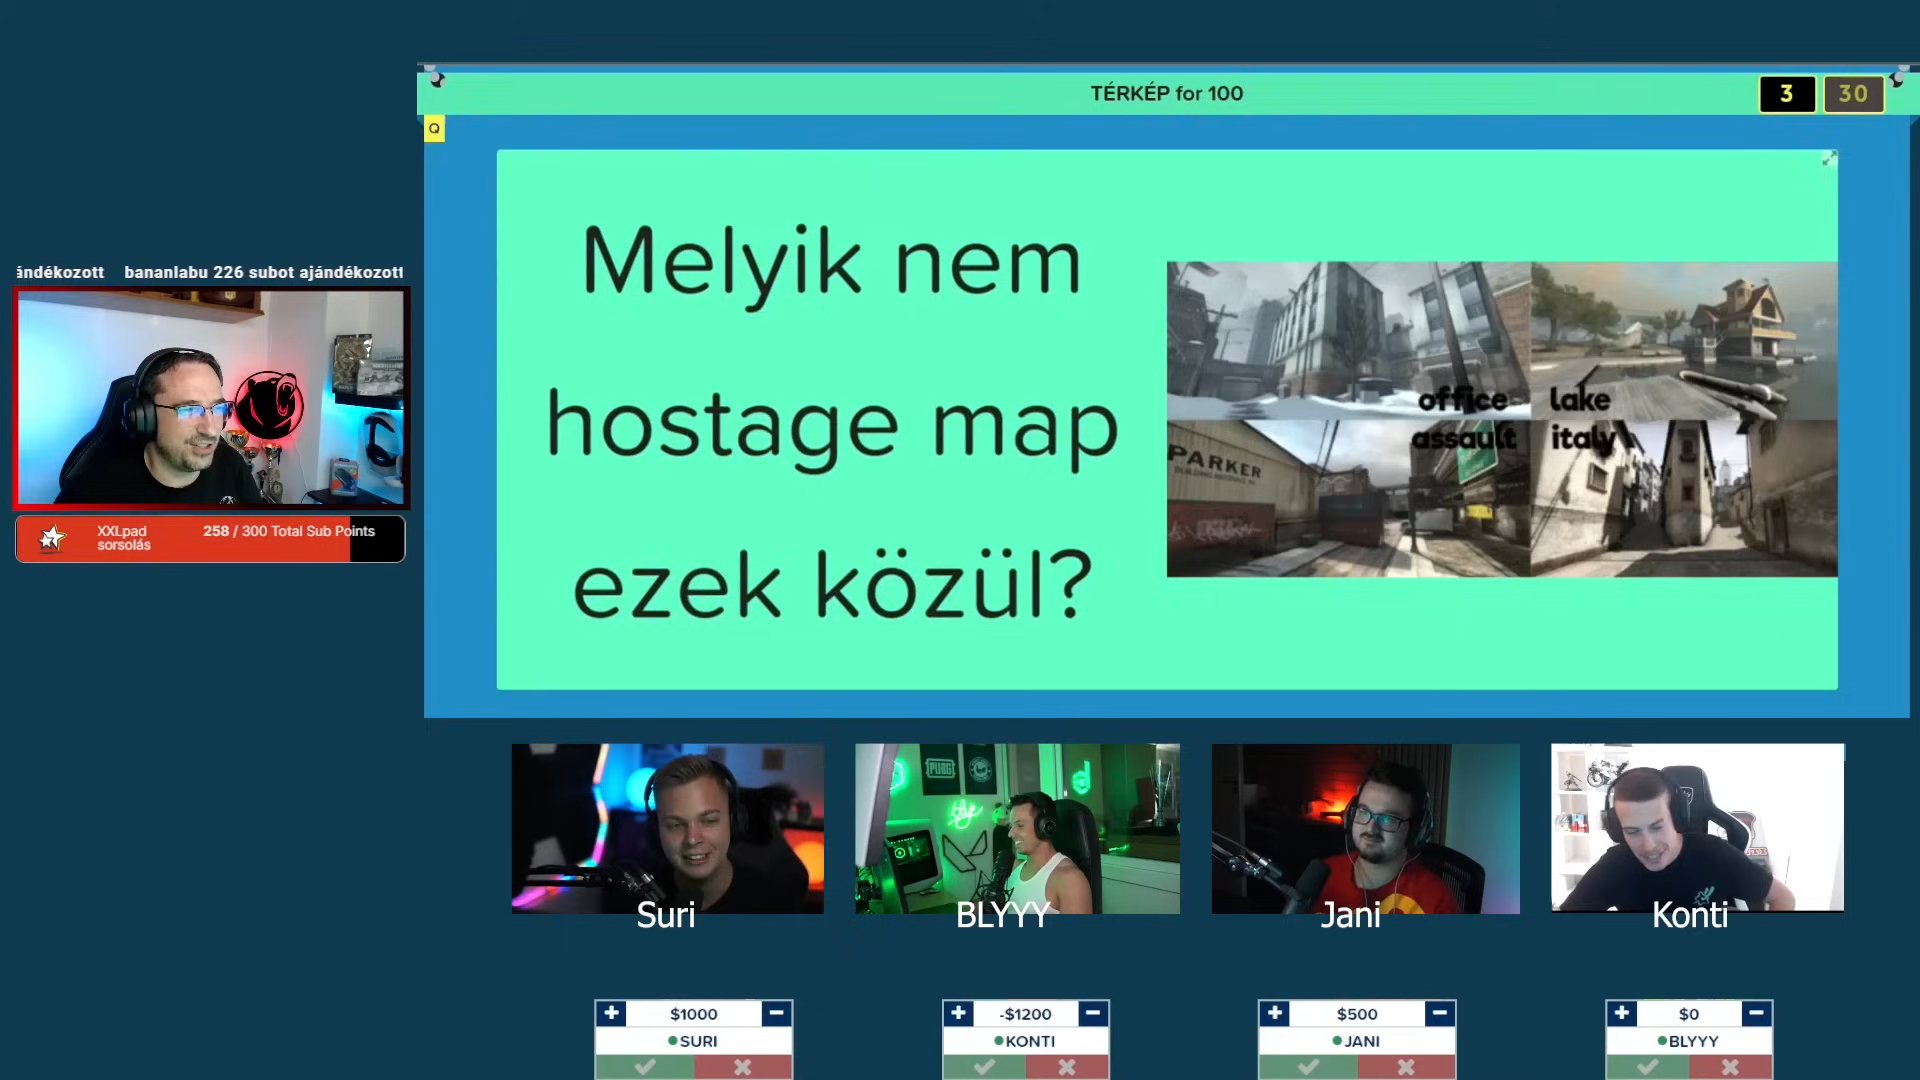 TÉRKÉP for 100
3
30
Q
Melyik nem
hostage map
ezek közül?
office
lake
assault
italy
PARKER
ándékozott bananlabu 226 subot ajándékozott
XXLpad
sorsolás
258 / 300 Total Sub Points
PUBG
Suri
BLYYY
Jani
Konti
+ $1000 −
SURI
+ -$1200 −
KONTI
+ $500 −
JANI
+ $0 −
BLYYY